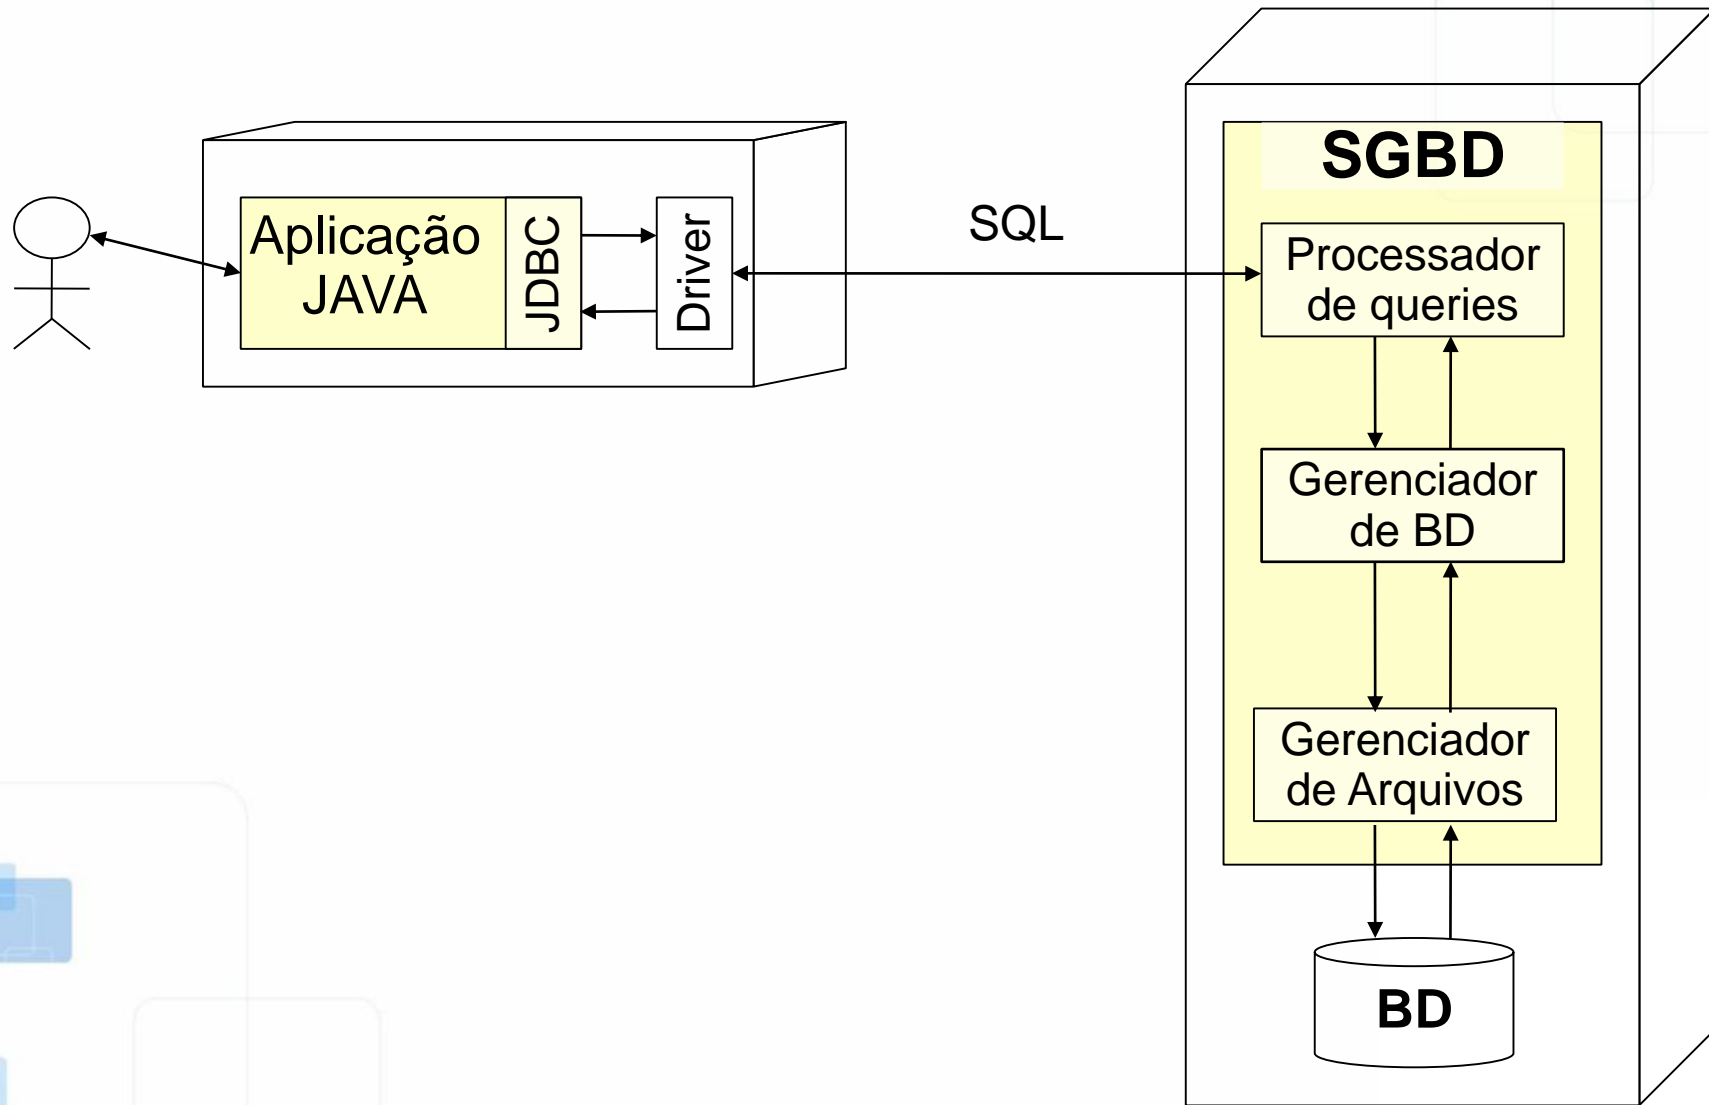 Aplicação
JAVA
JDBC
Driver
SQL
SGBD
Processador
de queries
Gerenciador
de BD
Gerenciador
de Arquivos
BD